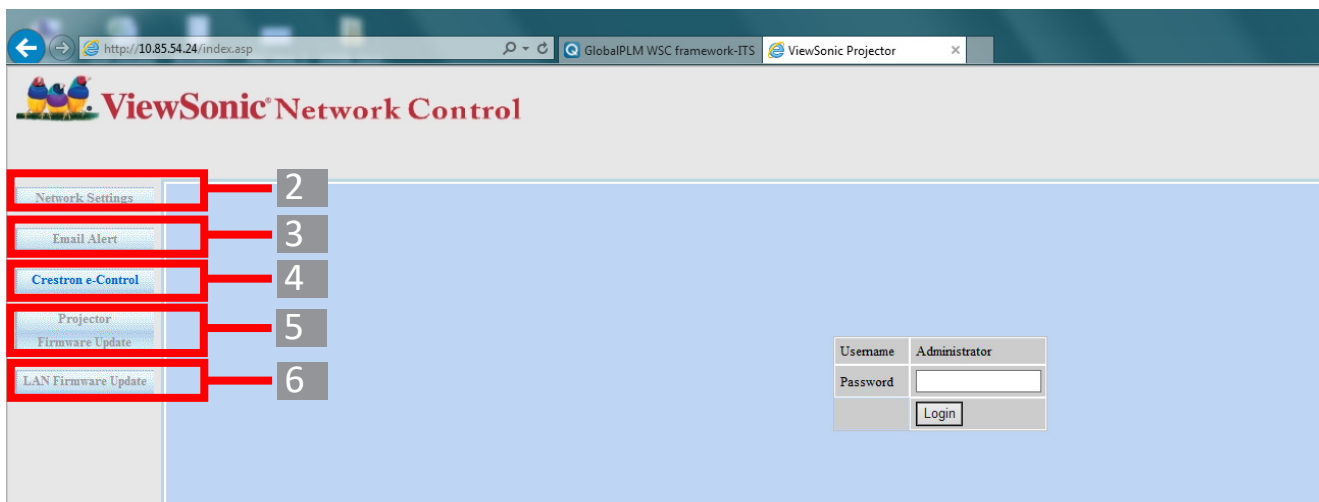 http://10.85.54.24/index.asp
GlobalPLM WSC framework-ITS
ViewSonic Projector
ViewSonic® Network Control
Network Settings
2
Email Alert
3
Crestron e-Control
4
Projector
Firmware Update
5
LAN Firmware Update
6
Username Administrator
Password
Login